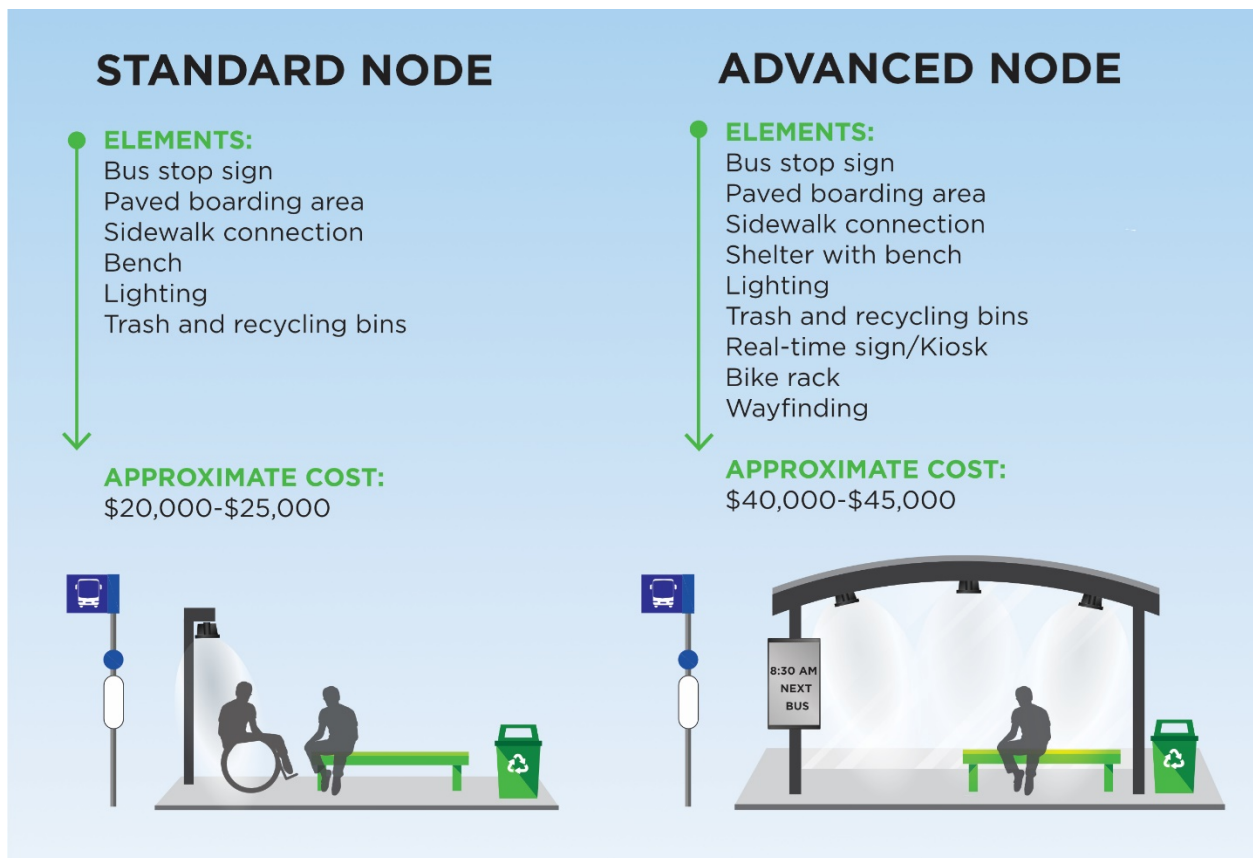 STANDARD NODE
ELEMENTS:
Bus stop sign
Paved boarding area
Sidewalk connection
Bench
Lighting
Trash and recycling bins
APPROXIMATE COST:
$20,000-$25,000
ADVANCED NODE
ELEMENTS:
Bus stop sign
Paved boarding area
Sidewalk connection
Shelter with bench
Lighting
Trash and recycling bins
Real-time sign/Kiosk
Bike rack
Wayfinding
APPROXIMATE COST:
$40,000-$45,000
8:30 AM
NEXT
BUS